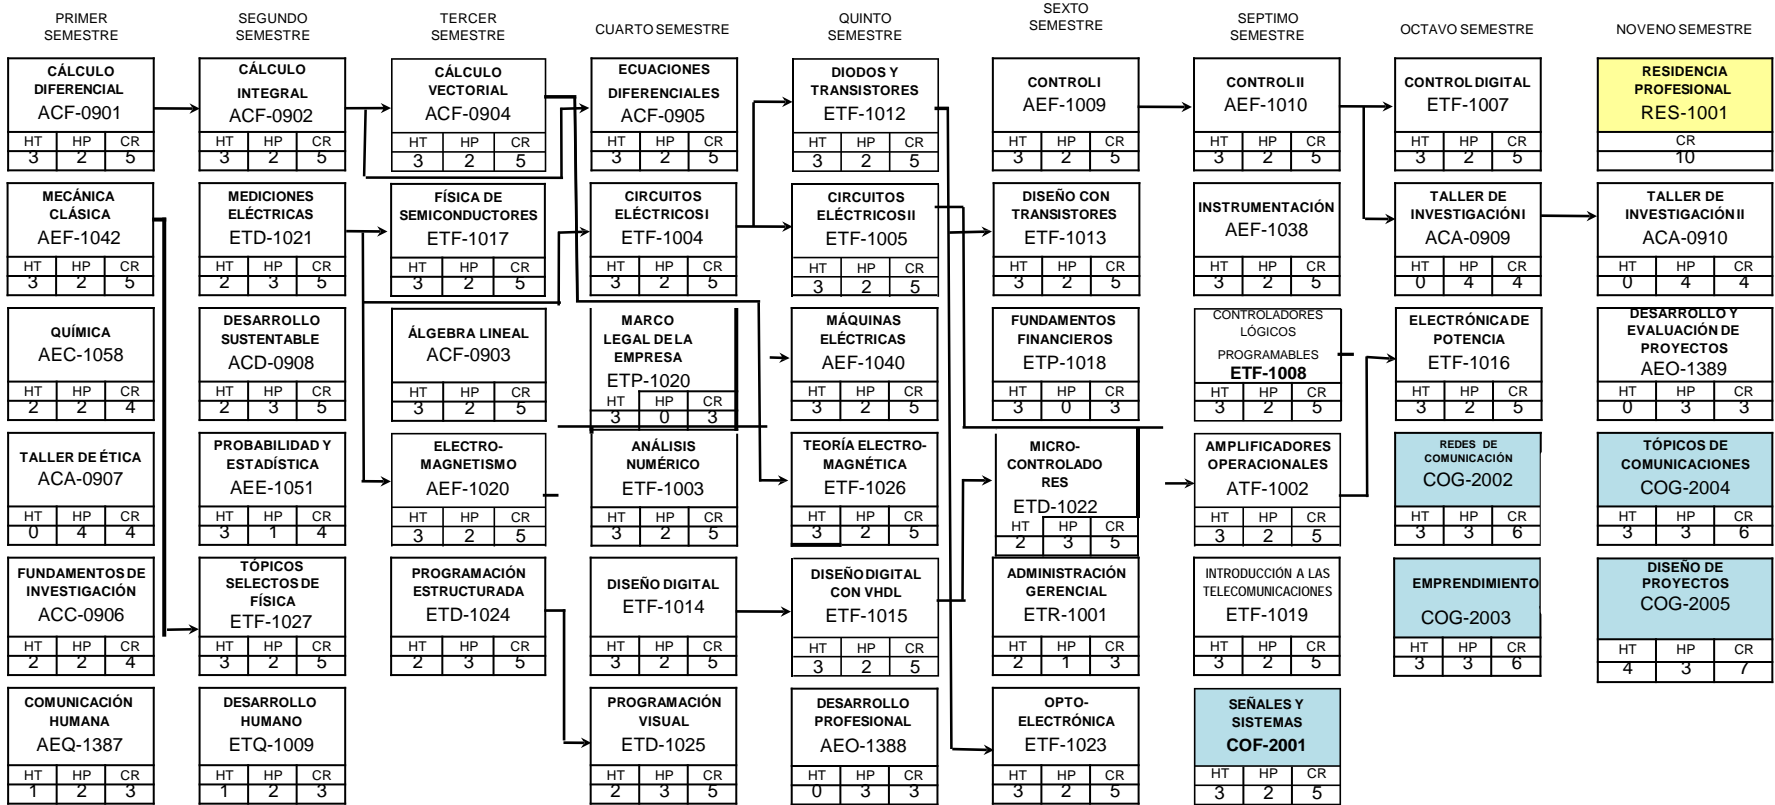 PRIMER
SEMESTRE
SEGUNDO
SEMESTRE
TERCER
SEMESTRE
CUARTO SEMESTRE
QUINTO
SEMESTRE
SEXTO
SEMESTRE
SEPTIMO
SEMESTRE
OCTAVO SEMESTRE
NOVENO SEMESTRE
CÁLCULO
DIFERENCIAL
ACF-0901
HT HP CR
3 2 5
MECÁNICA
CLÁSICA
AEF-1042
HT HP CR
3 2 5
QUÍMICA
AEC-1058
HT HP CR
2 2 4
TALLER DE ÉTICA
ACA-0907
HT HP CR
0 4 4
FUNDAMENTOS DE
INVESTIGACIÓN
ACC-0906
HT HP CR
2 2 4
COMUNICACIÓN
HUMANA
AEQ-1387
HT HP CR
1 2 3
CÁLCULO
INTEGRAL
ACF-0902
HT HP CR
3 2 5
MEDICIONES
ELÉCTRICAS
ETD-1021
HT HP CR
2 3 5
DESARROLLO
SUSTENTABLE
ACD-0908
HT HP CR
2 3 5
PROBABILIDAD Y
ESTADÍSTICA
AEE-1051
HT HP CR
3 1 4
TÓPICOS
SELECTOS DE
FÍSICA
ETF-1027
HT HP CR
3 2 5
DESARROLLO
HUMANO
ETQ-1009
HT HP CR
1 2 3
CÁLCULO
VECTORIAL
ACF-0904
HT HP CR
3 2 5
FÍSICA DE
SEMICONDUCTORES
ETF-1017
HT HP CR
3 2 5
ÁLGEBRA LINEAL
ACF-0903
HT HP CR
3 2 5
ELECTRO-
MAGNETISMO
AEF-1020
HT HP CR
3 2 5
PROGRAMACIÓN
ESTRUCTURADA
ETD-1024
HT HP CR
2 3 5
ECUACIONES
DIFERENCIALES
ACF-0905
HT HP CR
3 2 5
CIRCUITOS
ELÉCTRICOS I
ETF-1004
HT HP CR
3 2 5
MARCO
LEGAL DE LA
EMPRESA
ETP-1020
HT HP CR
3 0 3
ANÁLISIS
NUMÉRICO
ETF-1003
HT HP CR
3 2 5
DISEÑO DIGITAL
ETF-1014
HT HP CR
3 2 5
PROGRAMACIÓN
VISUAL
ETD-1025
HT HP CR
2 3 5
DIODOS Y
TRANSISTORES
ETF-1012
HT HP CR
3 2 5
CIRCUITOS
ELÉCTRICOS II
ETF-1005
HT HP CR
3 2 5
MÁQUINAS
ELÉCTRICAS
AEF-1040
HT HP CR
3 2 5
TEORÍA ELECTRO-
MAGNÉTICA
ETF-1026
HT HP CR
3 2 5
DISEÑO DIGITAL
CON VHDL
ETF-1015
HT HP CR
3 2 5
DESARROLLO
PROFESIONAL
AEO-1388
HT HP CR
0 3 3
CONTROL I
AEF-1009
HT HP CR
3 2 5
DISEÑO CON
TRANSISTORES
ETF-1013
HT HP CR
3 2 5
FUNDAMENTOS
FINANCIEROS
ETP-1018
HT HP CR
3 0 3
MICRO-
CONTROLADO
RES
ETD-1022
HT HP CR
2 3 5
ADMINISTRACIÓN
GERENCIAL
ETR-1001
HT HP CR
2 1 3
OPTO-
ELECTRÓNICA
ETF-1023
HT HP CR
3 2 5
CONTROL II
AEF-1010
HT HP CR
3 2 5
INSTRUMENTACIÓN
AEF-1038
HT HP CR
3 2 5
CONTROLADORES
LÓGICOS
PROGRAMABLES
ETF-1008
HT HP CR
3 2 5
AMPLIFICADORES
OPERACIONALES
ATF-1002
HT HP CR
3 2 5
INTRODUCCIÓN A LAS
TELECOMUNICACIONES
ETF-1019
HT HP CR
3 2 5
SEÑALES Y
SISTEMAS
COF-2001
HT HP CR
3 2 5
CONTROL DIGITAL
ETF-1007
HT HP CR
3 2 5
TALLER DE
INVESTIGACIÓN I
ACA-0909
HT HP CR
0 4 4
ELECTRÓNICA DE
POTENCIA
ETF-1016
HT HP CR
3 2 5
REDES DE
COMUNICACIÓN
COG-2002
HT HP CR
3 3 6
EMPRENDIMIENTO
COG-2003
HT HP CR
3 3 6
RESIDENCIA
PROFESIONAL
RES-1001
CR
10
TALLER DE
INVESTIGACIÓN II
ACA-0910
HT HP CR
0 4 4
DESARROLLO Y
EVALUACIÓN DE
PROYECTOS
AEO-1389
HT HP CR
0 3 3
TÓPICOS DE
COMUNICACIONES
COG-2004
HT HP CR
3 3 6
DISEÑO DE
PROYECTOS
COG-2005
HT HP CR
4 3 7